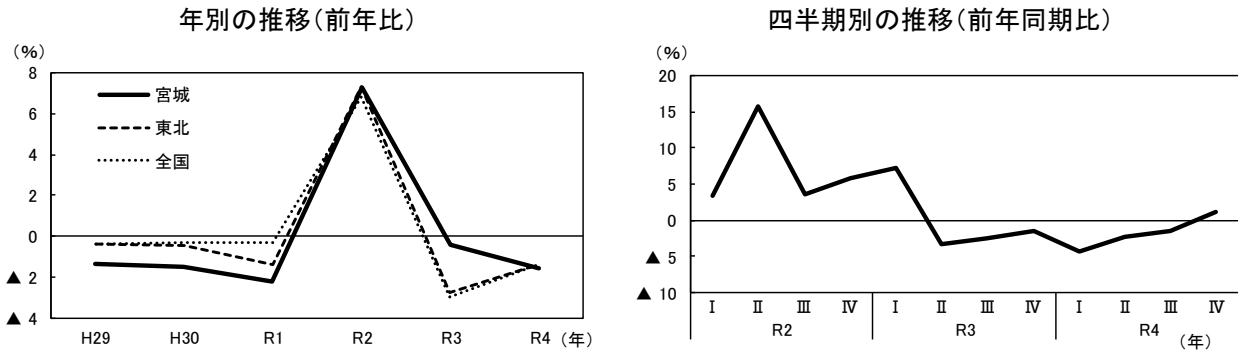 年別の推移(前年比)
(%)
8
6
4
2
0
▲ 2
▲ 4
宮城
東北
全国
H29 H30 R1 R2 R3 R4 (年)
四半期別の推移(前年同期比)
(%)
20
15
10
5
0
▲ 5
▲ 10
Ⅰ Ⅱ Ⅲ Ⅳ Ⅰ Ⅱ Ⅲ Ⅳ Ⅰ Ⅱ Ⅲ Ⅳ
R2 R3 R4
(年)